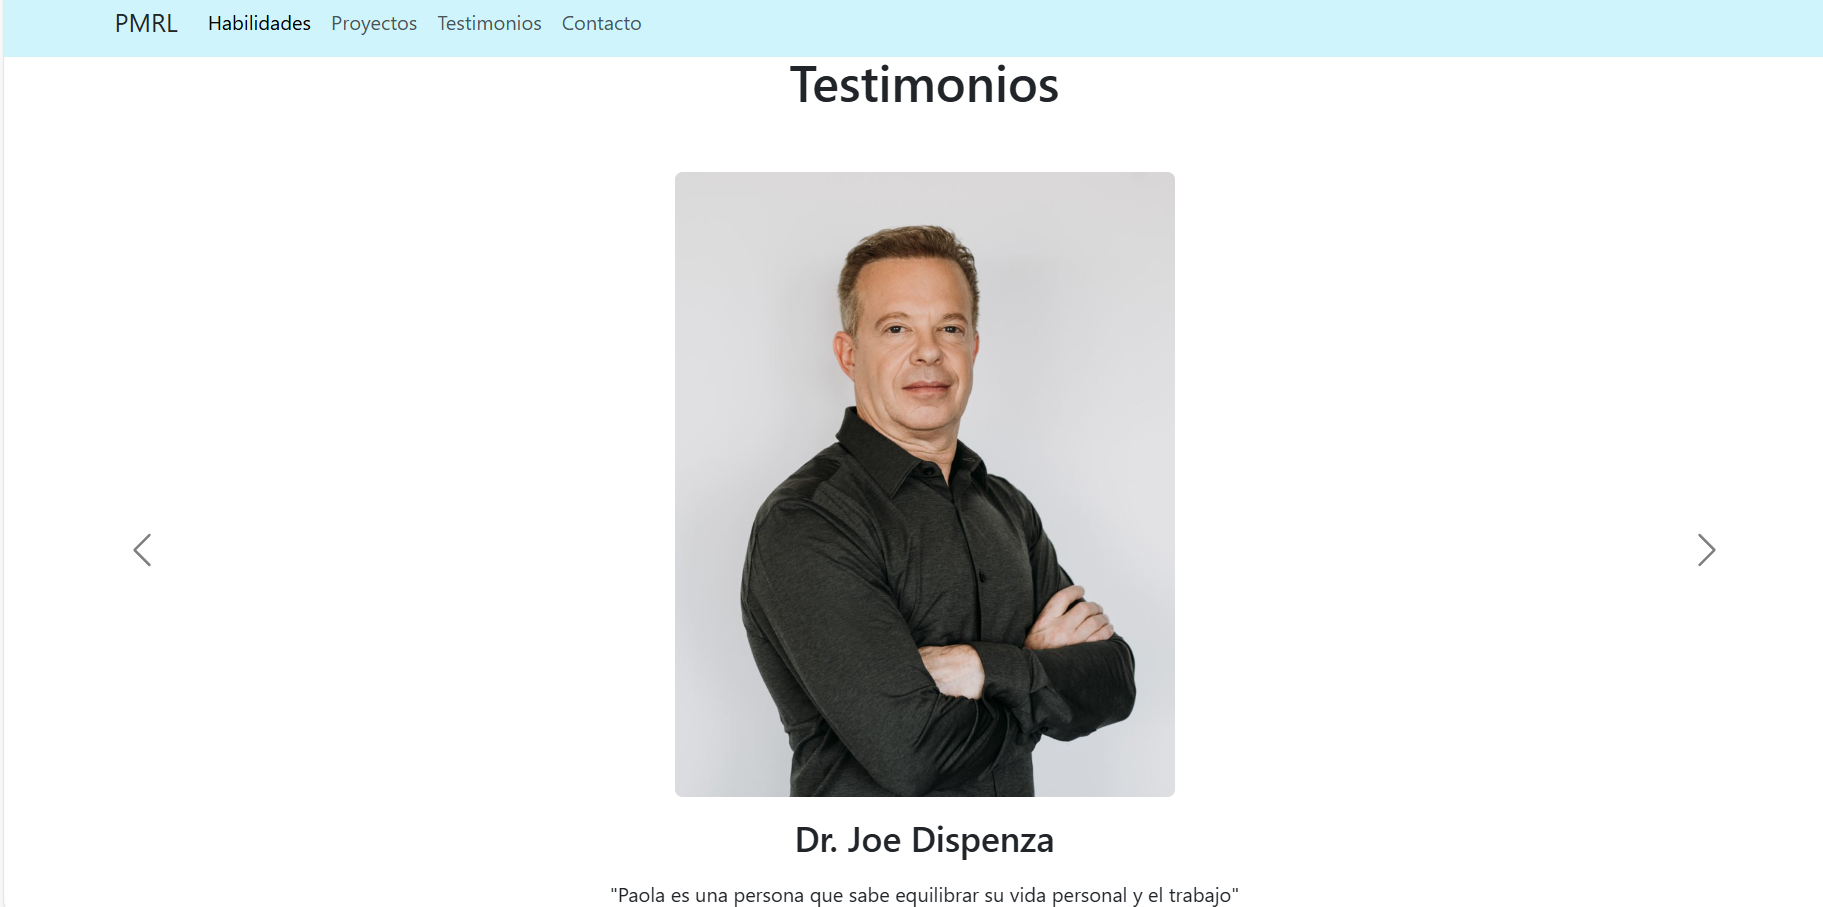 PMRL Habilidades Proyectos Testimonios Contacto
Testimonios
Dr. Joe Dispenza
"Paola es una persona que sabe equilibrar su vida personal y el trabajo"